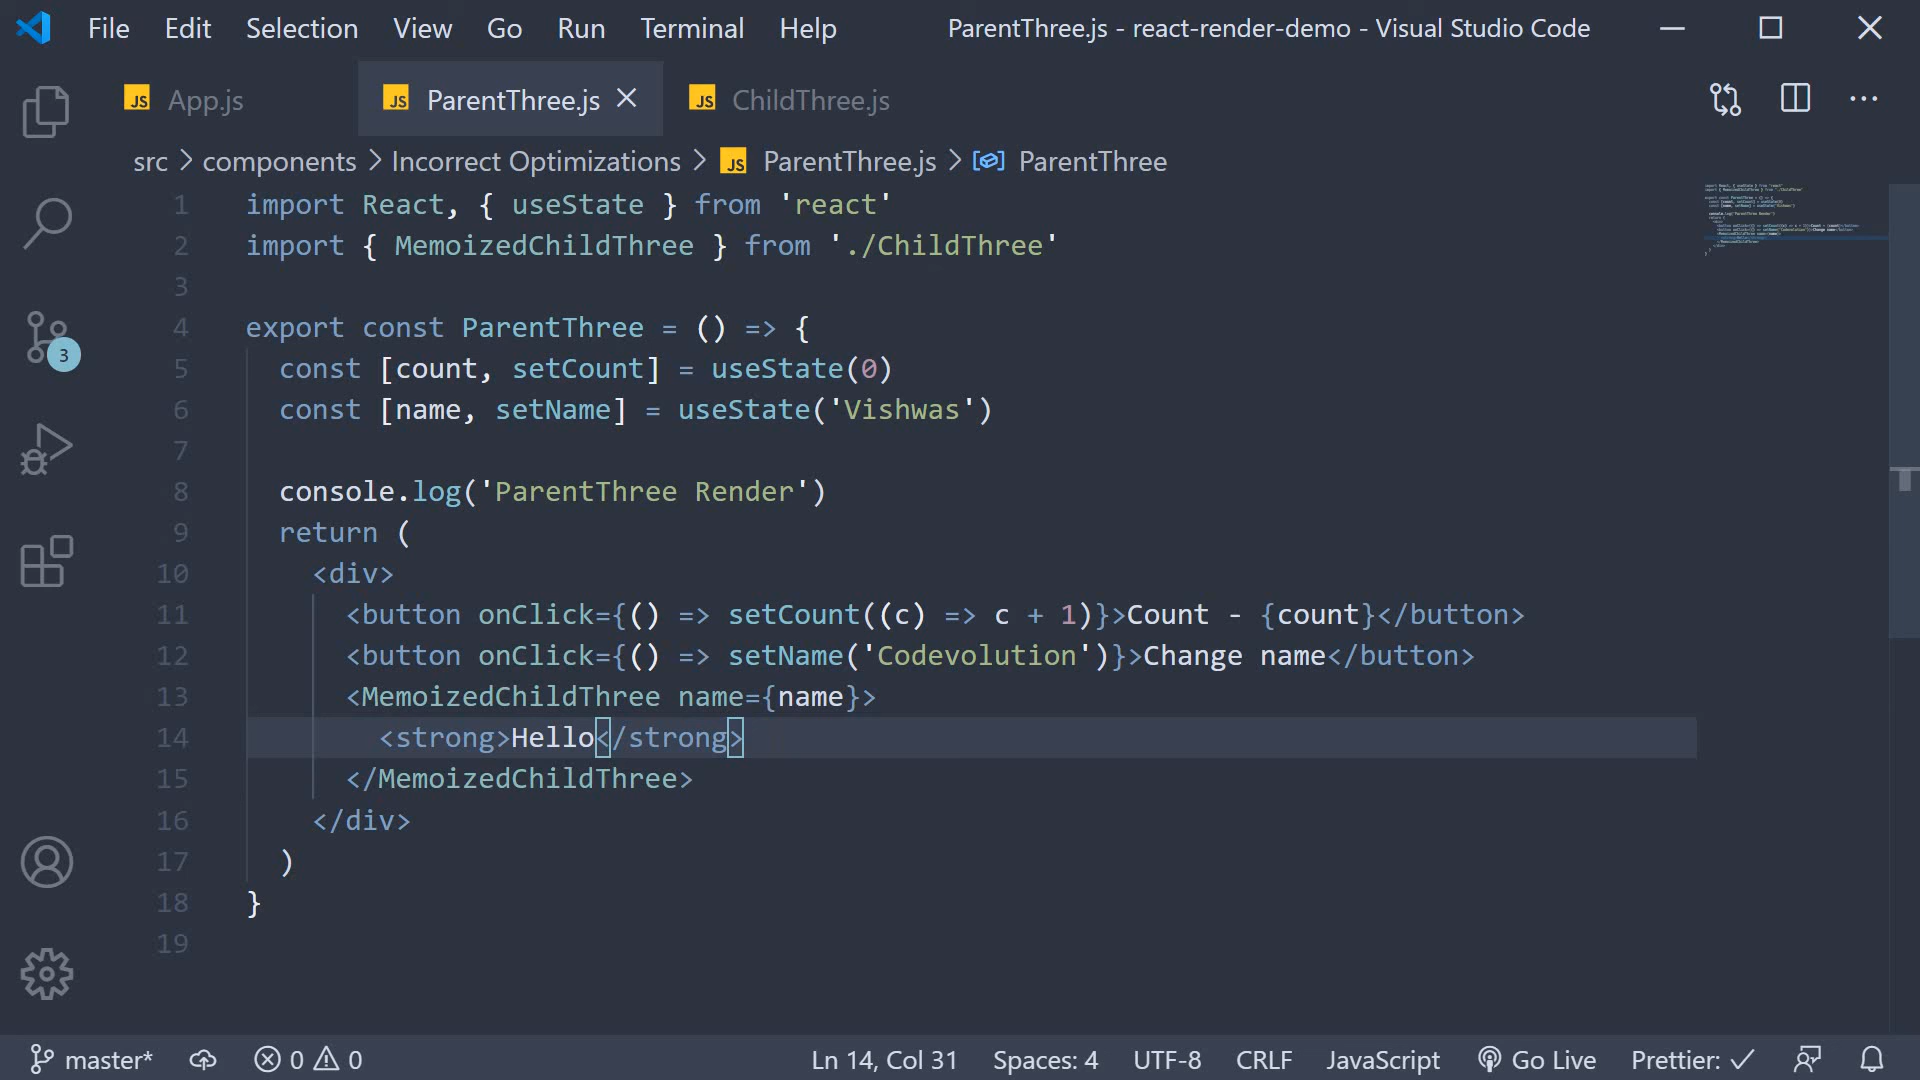 File Edit Selection View Go Run Terminal Help ParentThree.js - react-render-demo - Visual Studio Code
JS App.js JS ParentThree.js JS ChildThree.js
src > components > Incorrect Optimizations > JS ParentThree.js > ParentThree
1 import React, { useState } from 'react'
2 import { MemoizedChildThree } from './ChildThree'
3
4 export const ParentThree = () => {
5 const [count, setCount] = useState(0)
6 const [name, setName] = useState('Vishwas')
7
8 console.log('ParentThree Render')
9 return (
10 <div>
11 <button onClick={() => setCount((c) => c + 1)}>Count - {count}</button>
12 <button onClick={() => setName('Codevolution')}>Change name</button>
13 <MemoizedChildThree name={name}>
14 <strong>Hello</strong>
15 </MemoizedChildThree>
16 </div>
17 )
18 }
19
3
master* 0 0 Ln 14, Col 31 Spaces: 4 UTF-8 CRLF JavaScript Go Live Prettier: ✓